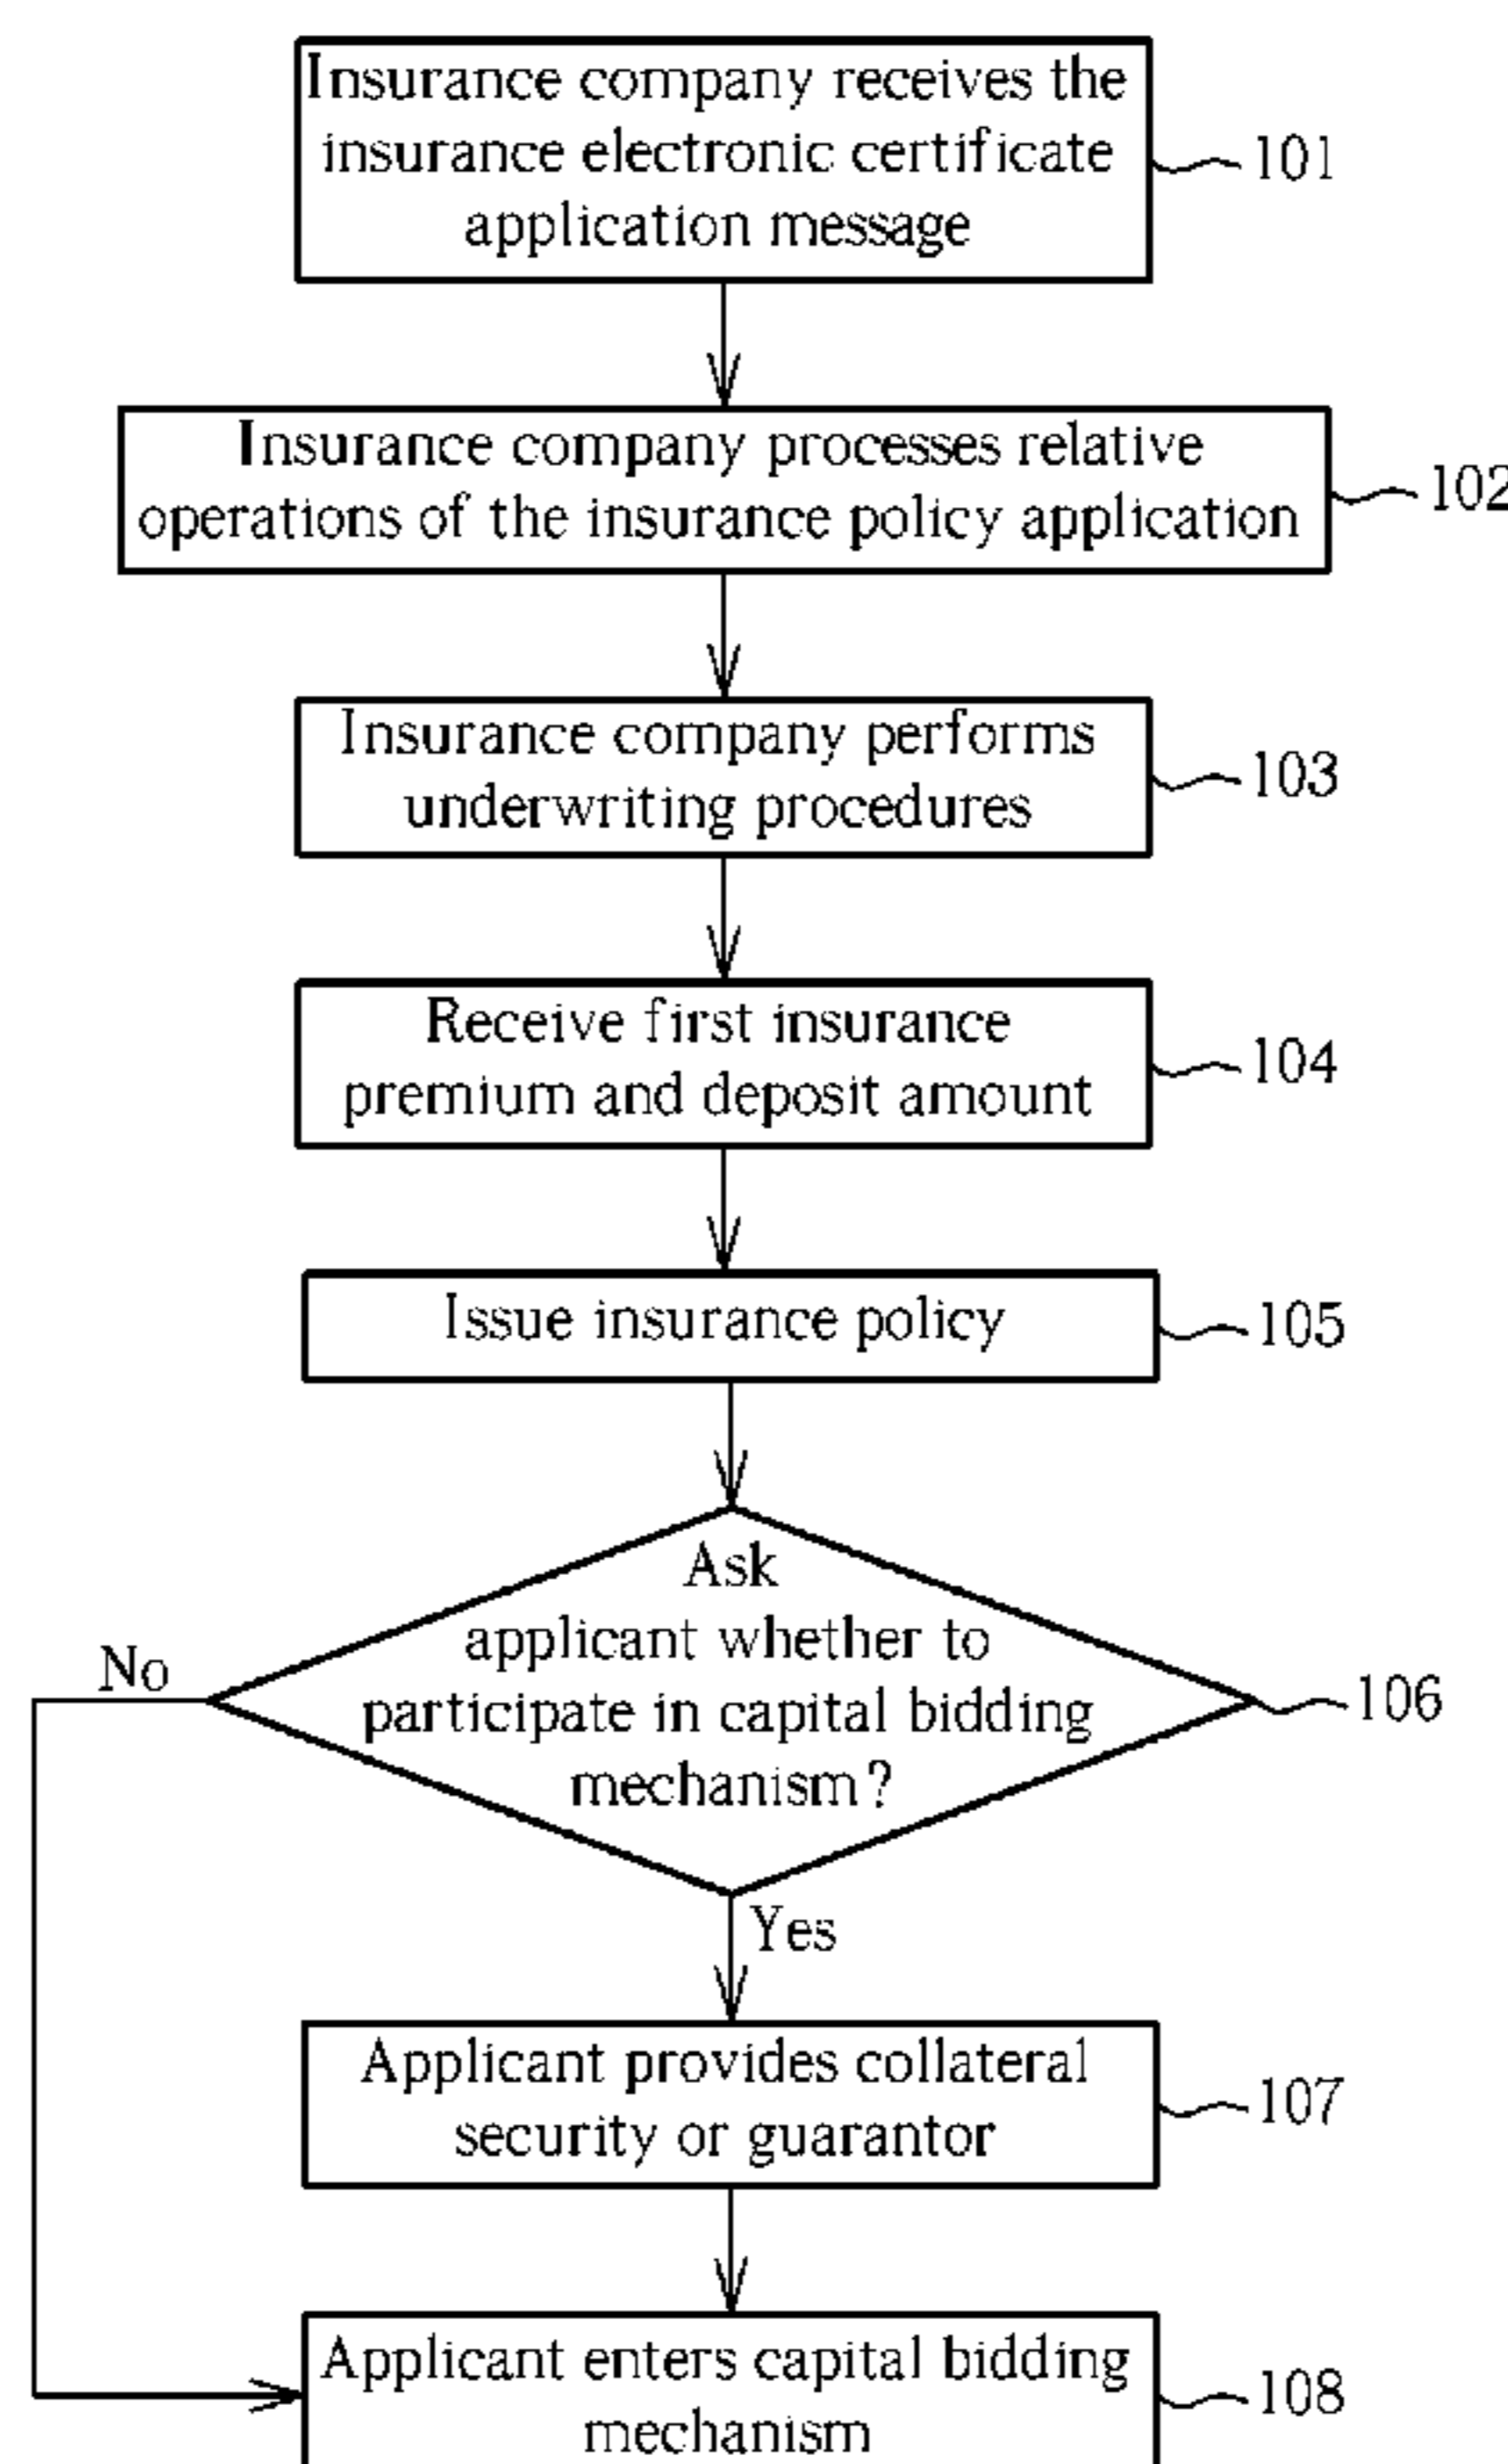 Insurance company receives the
insurance electronic certificate
application message
101
Insurance company processes relative
operations of the insurance policy application
102
Insurance company performs
underwriting procedures
103
Receive first insurance
premium and deposit amount
104
Issue insurance policy
105
Ask
applicant whether to
participate in capital bidding
mechanism?
106
No
Yes
Applicant provides collateral
security or guarantor
107
Applicant enters capital bidding
mechanism
108